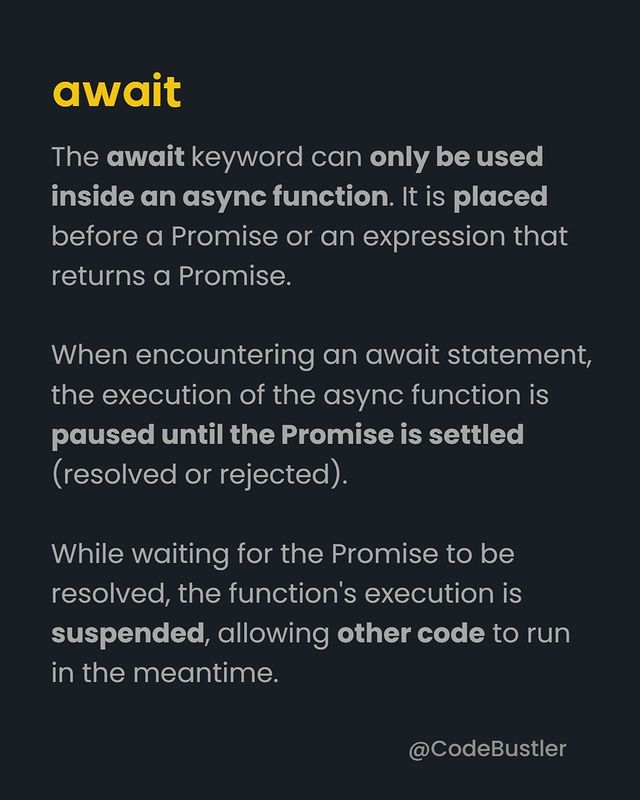 await
The await keyword can only be used
inside an async function. It is placed
before a Promise or an expression that
returns a Promise.
When encountering an await statement,
the execution of the async function is
paused until the Promise is settled
(resolved or rejected).
While waiting for the Promise to be
resolved, the function's execution is
suspended, allowing other code to run
in the meantime.
@CodeBustler